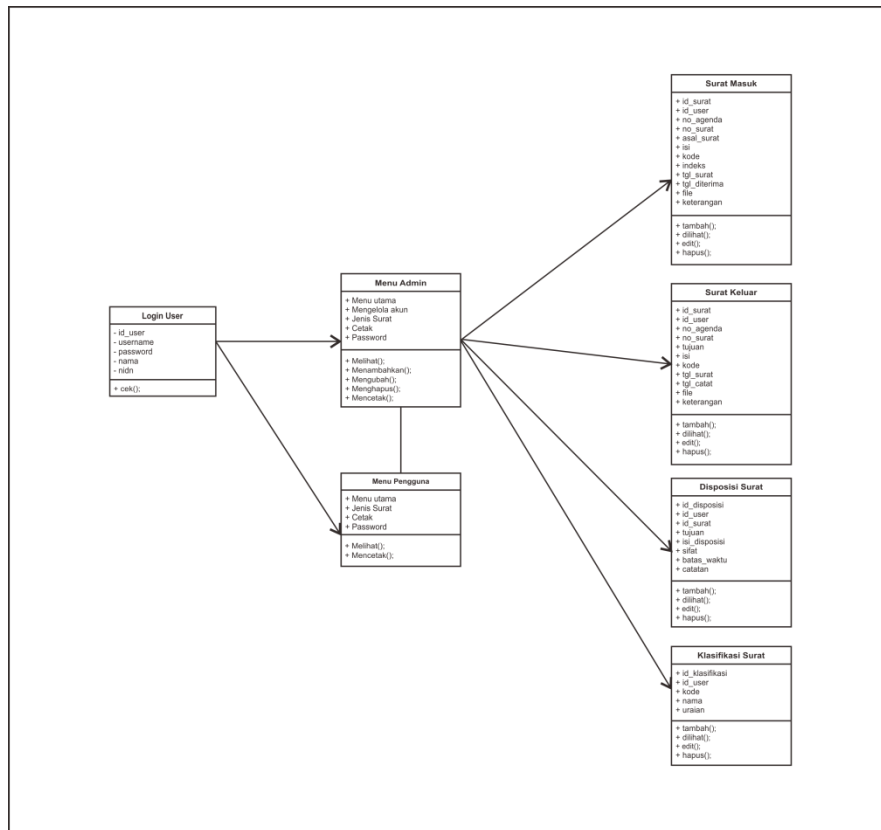 Login User
- id_user
- username
- password
- nama
- nidn
+ cek();
Menu Admin
+ Menu utama
+ Mengelola akun
+ Jenis Surat
+ Cetak
+ Password
+ Melihat();
+ Menambahkan();
+ Mengubah();
+ Menghapus();
+ Mencetak();
Menu Pengguna
+ Menu utama
+ Jenis Surat
+ Cetak
+ Password
+ Melihat();
+ Mencetak();
Surat Masuk
+ id_surat
+ id_user
+ no_agenda
+ no_surat
+ asal_surat
+ isi
+ kode
+ indeks
+ tgl_surat
+ tgl_diterima
+ file
+ keterangan
+ tambah();
+ dilihat();
+ edit();
+ hapus();
Surat Keluar
+ id_surat
+ id_user
+ no_agenda
+ no_surat
+ tujuan
+ isi
+ kode
+ tgl_surat
+ tgl_catat
+ file
+ keterangan
+ tambah();
+ dilihat();
+ edit();
+ hapus();
Disposisi Surat
+ id_disposisi
+ id_user
+ id_surat
+ tujuan
+ isi_disposisi
+ sifat
+ batas_waktu
+ catatan
+ tambah();
+ dilihat();
+ edit();
+ hapus();
Klasifikasi Surat
+ id_klasifikasi
+ id_user
+ kode
+ nama
+ uraian
+ tambah();
+ dilihat();
+ edit();
+ hapus();